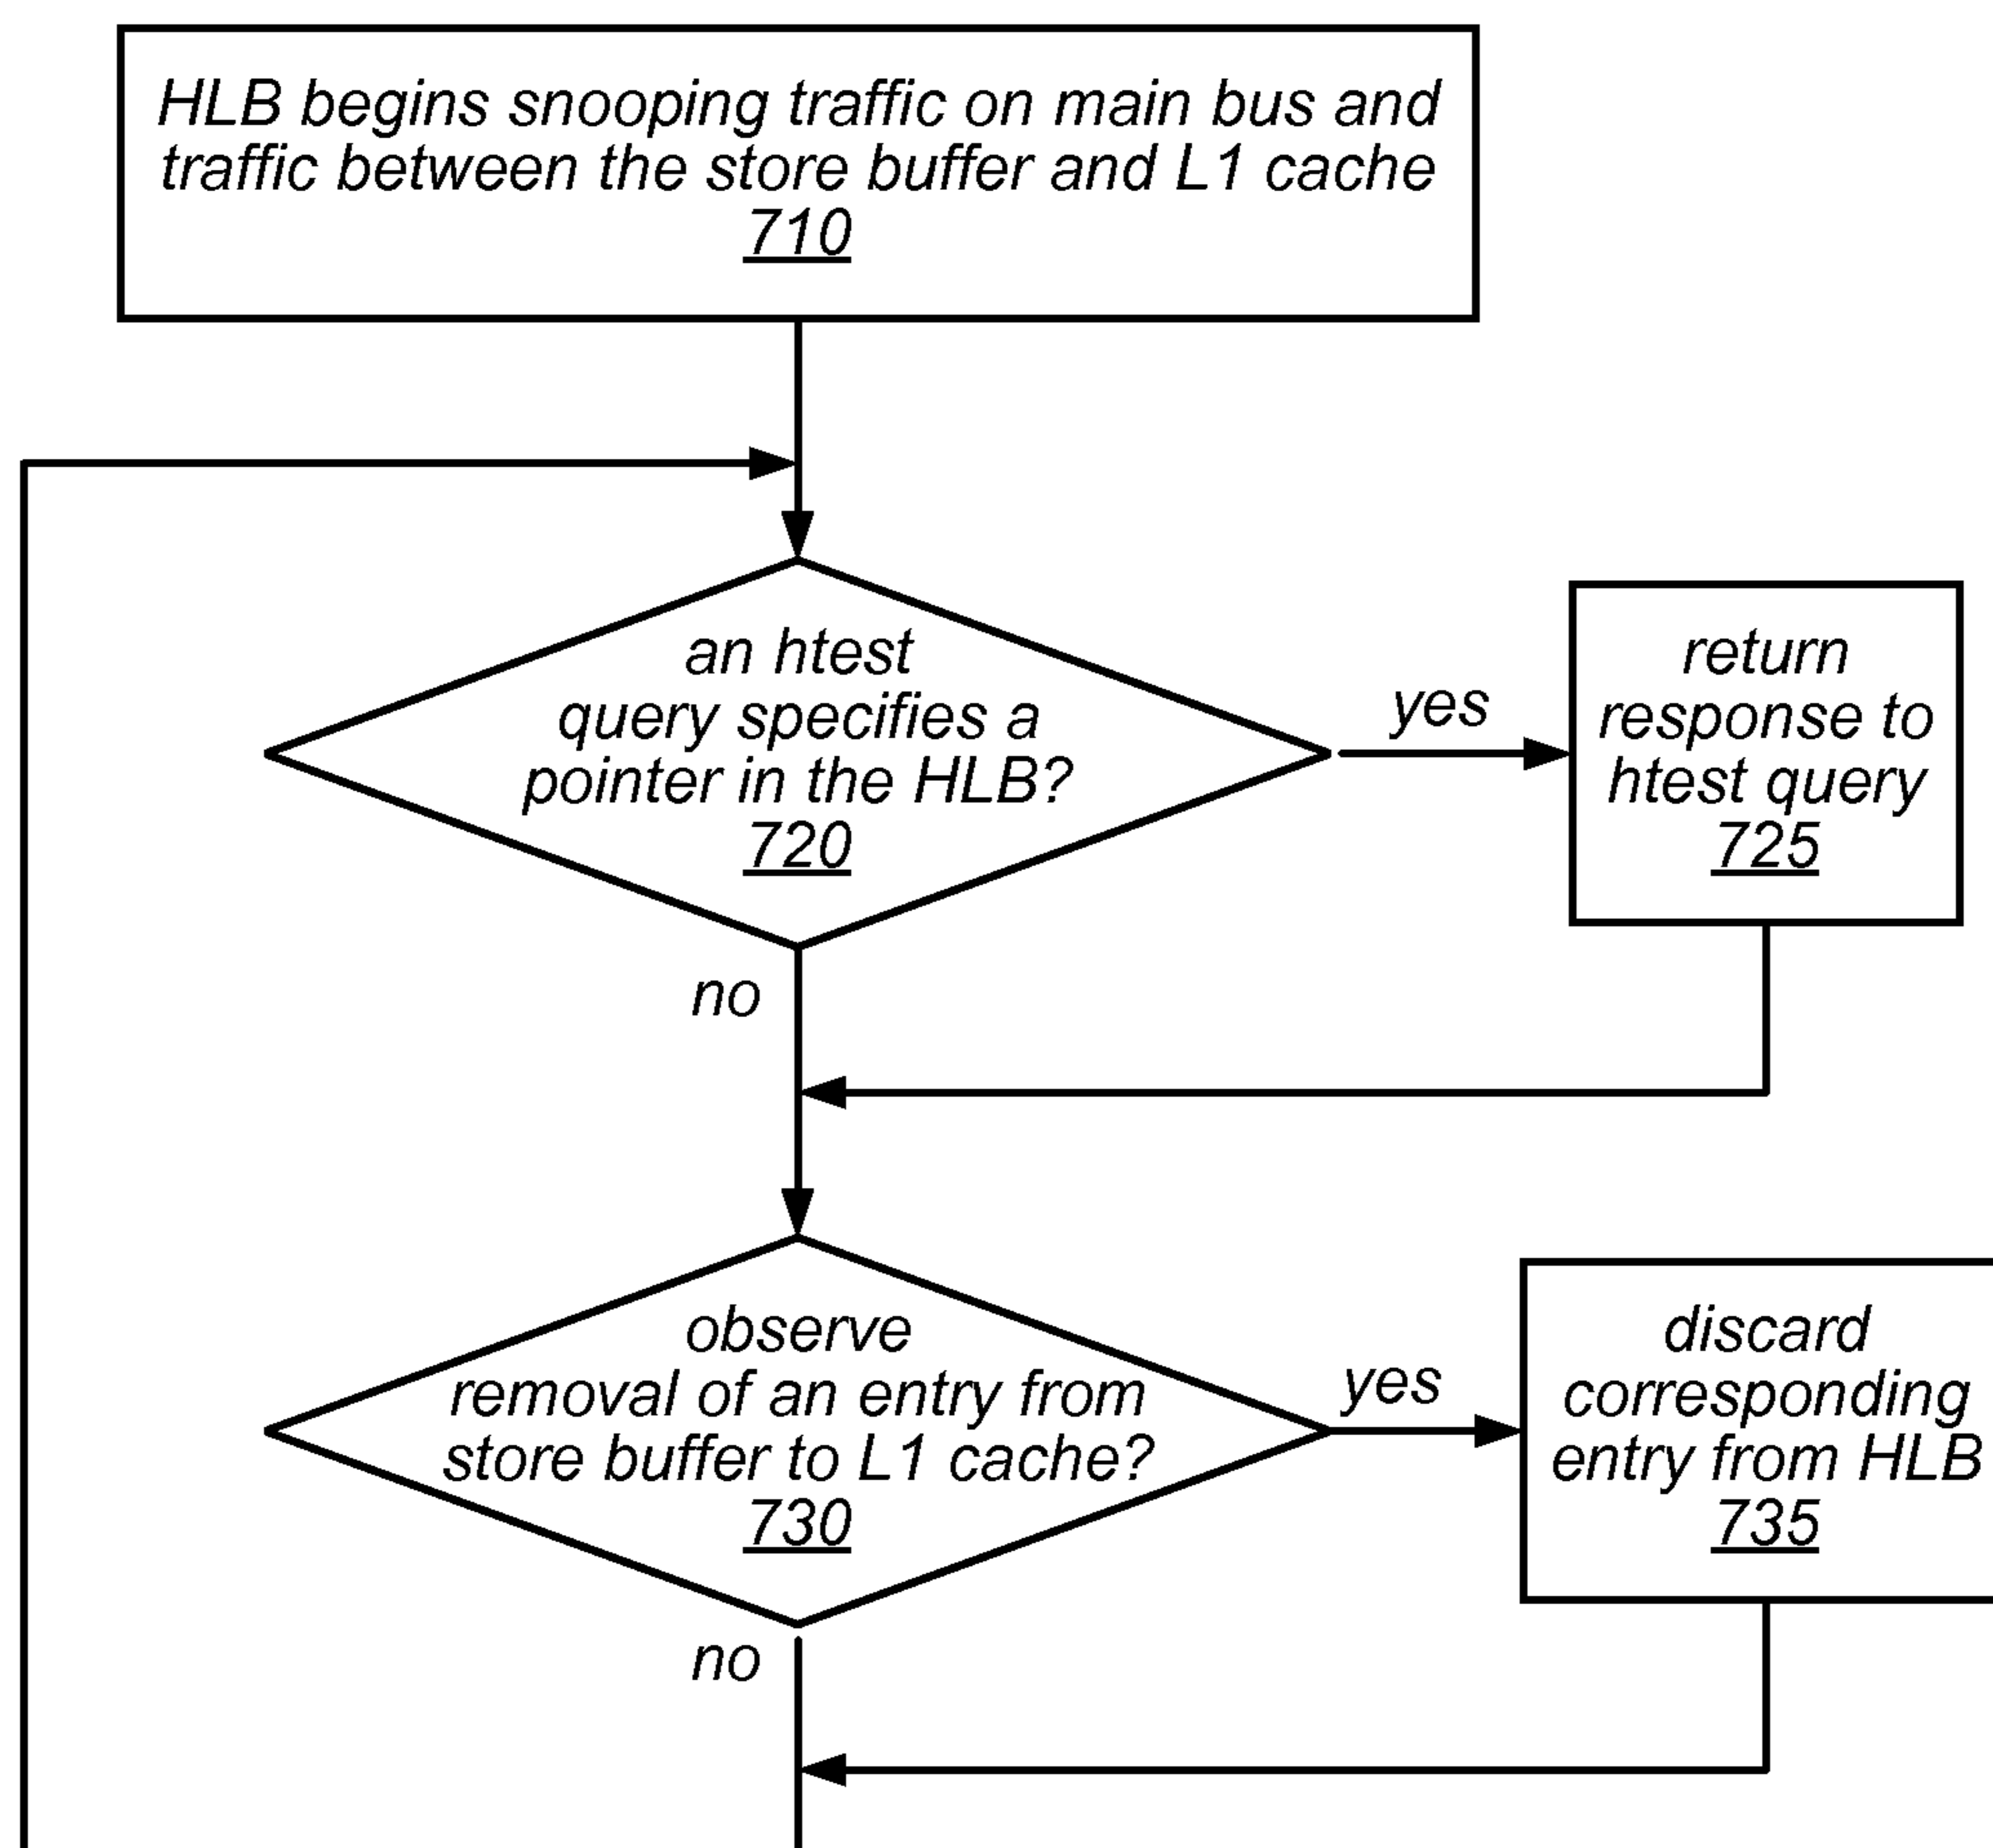 HLB begins snooping traffic on main bus and
traffic between the store buffer and L1 cache
710
an htest
query specifies a
pointer in the HLB?
720
yes
return
response to
htest query
725
no
observe
removal of an entry from
store buffer to L1 cache?
730
yes
discard
corresponding
entry from HLB
735
no